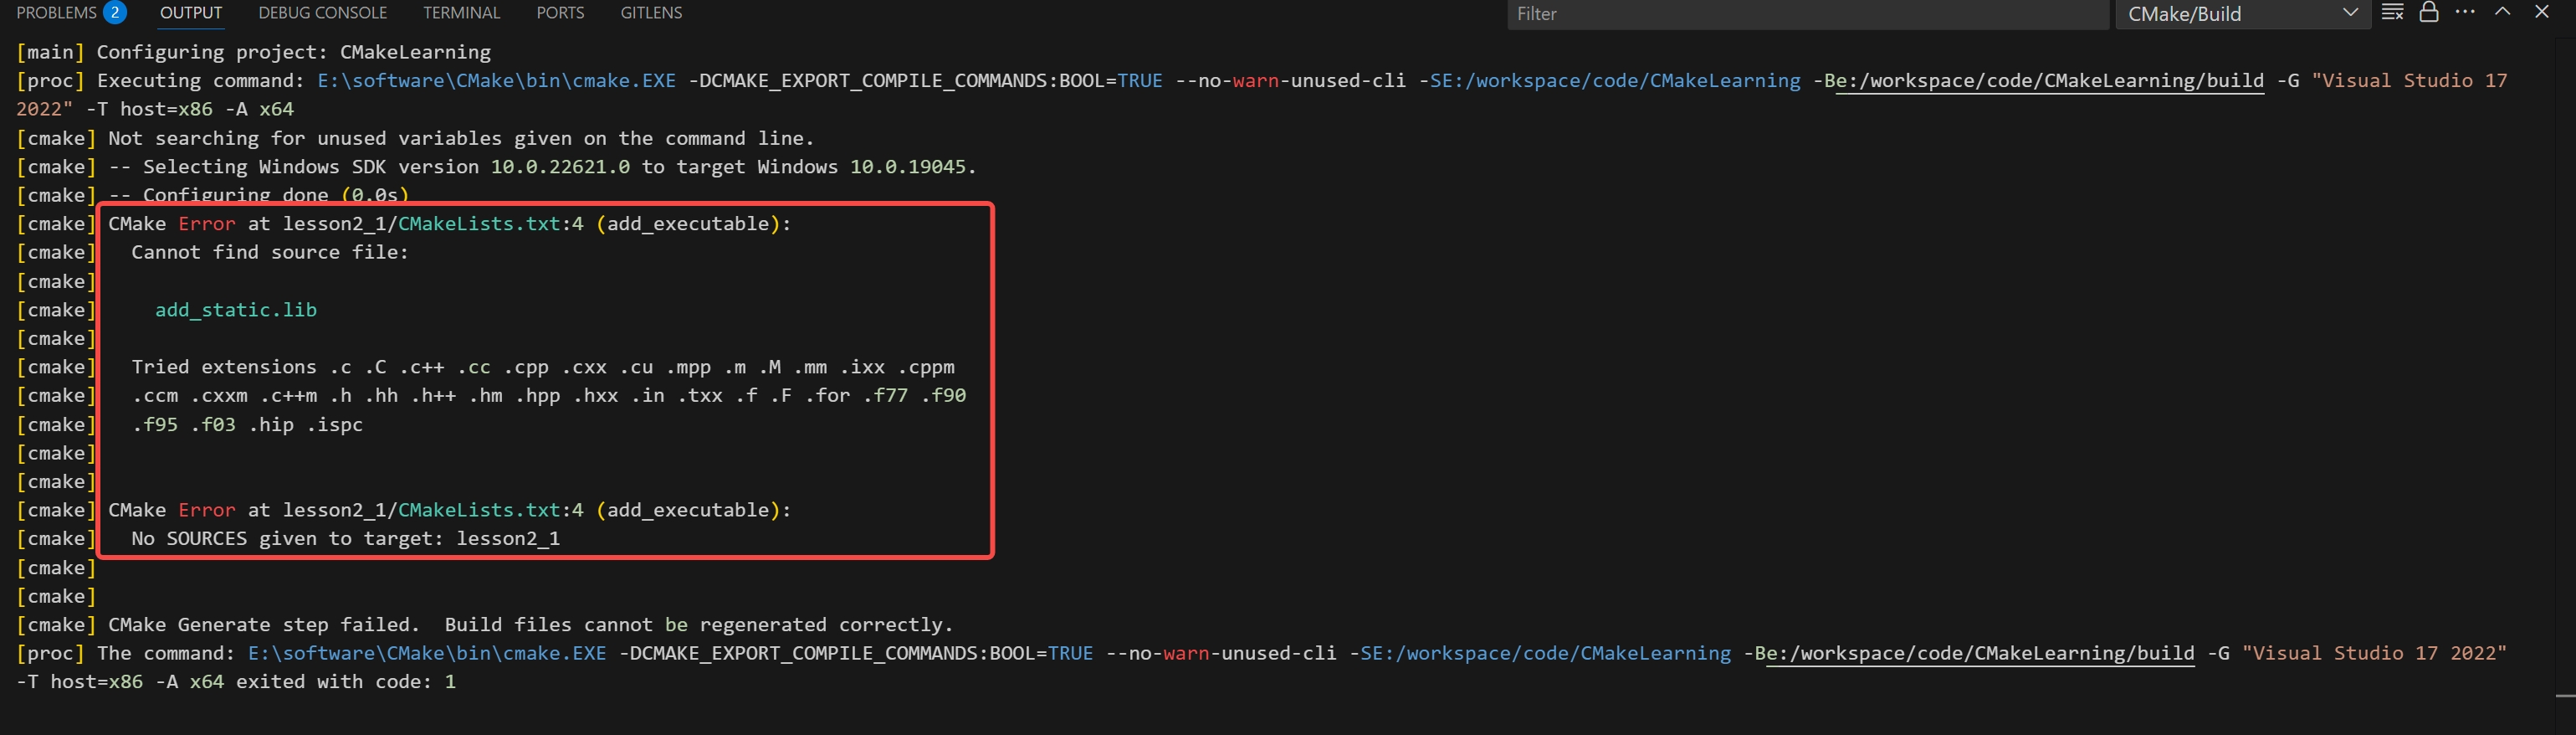 PROBLEMS 2 OUTPUT DEBUG CONSOLE TERMINAL PORTS GITLENS Filter CMake/Build
[main] Configuring project: CMakeLearning
[proc] Executing command: E:\software\CMake\bin\cmake.EXE -DCMAKE_EXPORT_COMPILE_COMMANDS:BOOL=TRUE --no-warn-unused-cli -SE:/workspace/code/CMakeLearning -Be:/workspace/code/CMakeLearning/build -G "Visual Studio 17
2022" -T host=x86 -A x64
[cmake] Not searching for unused variables given on the command line.
[cmake] -- Selecting Windows SDK version 10.0.22621.0 to target Windows 10.0.19045.
[cmake] -- Configuring done (0.0s)
[cmake] CMake Error at lesson2_1/CMakeLists.txt:4 (add_executable):
[cmake]   Cannot find source file:
[cmake]
[cmake]     add_static.lib
[cmake]
[cmake]   Tried extensions .c .C .c++ .cc .cpp .cxx .cu .mpp .m .M .mm .ixx .cppm
[cmake]   .ccm .cxxm .c++m .h .hh .h++ .hm .hpp .hxx .in .txx .f .F .for .f77 .f90
[cmake]   .f95 .f03 .hip .ispc
[cmake]
[cmake]
[cmake] CMake Error at lesson2_1/CMakeLists.txt:4 (add_executable):
[cmake]   No SOURCES given to target: lesson2_1
[cmake]
[cmake]
[cmake] CMake Generate step failed.  Build files cannot be regenerated correctly.
[proc] The command: E:\software\CMake\bin\cmake.EXE -DCMAKE_EXPORT_COMPILE_COMMANDS:BOOL=TRUE --no-warn-unused-cli -SE:/workspace/code/CMakeLearning -Be:/workspace/code/CMakeLearning/build -G "Visual Studio 17 2022"
-T host=x86 -A x64 exited with code: 1